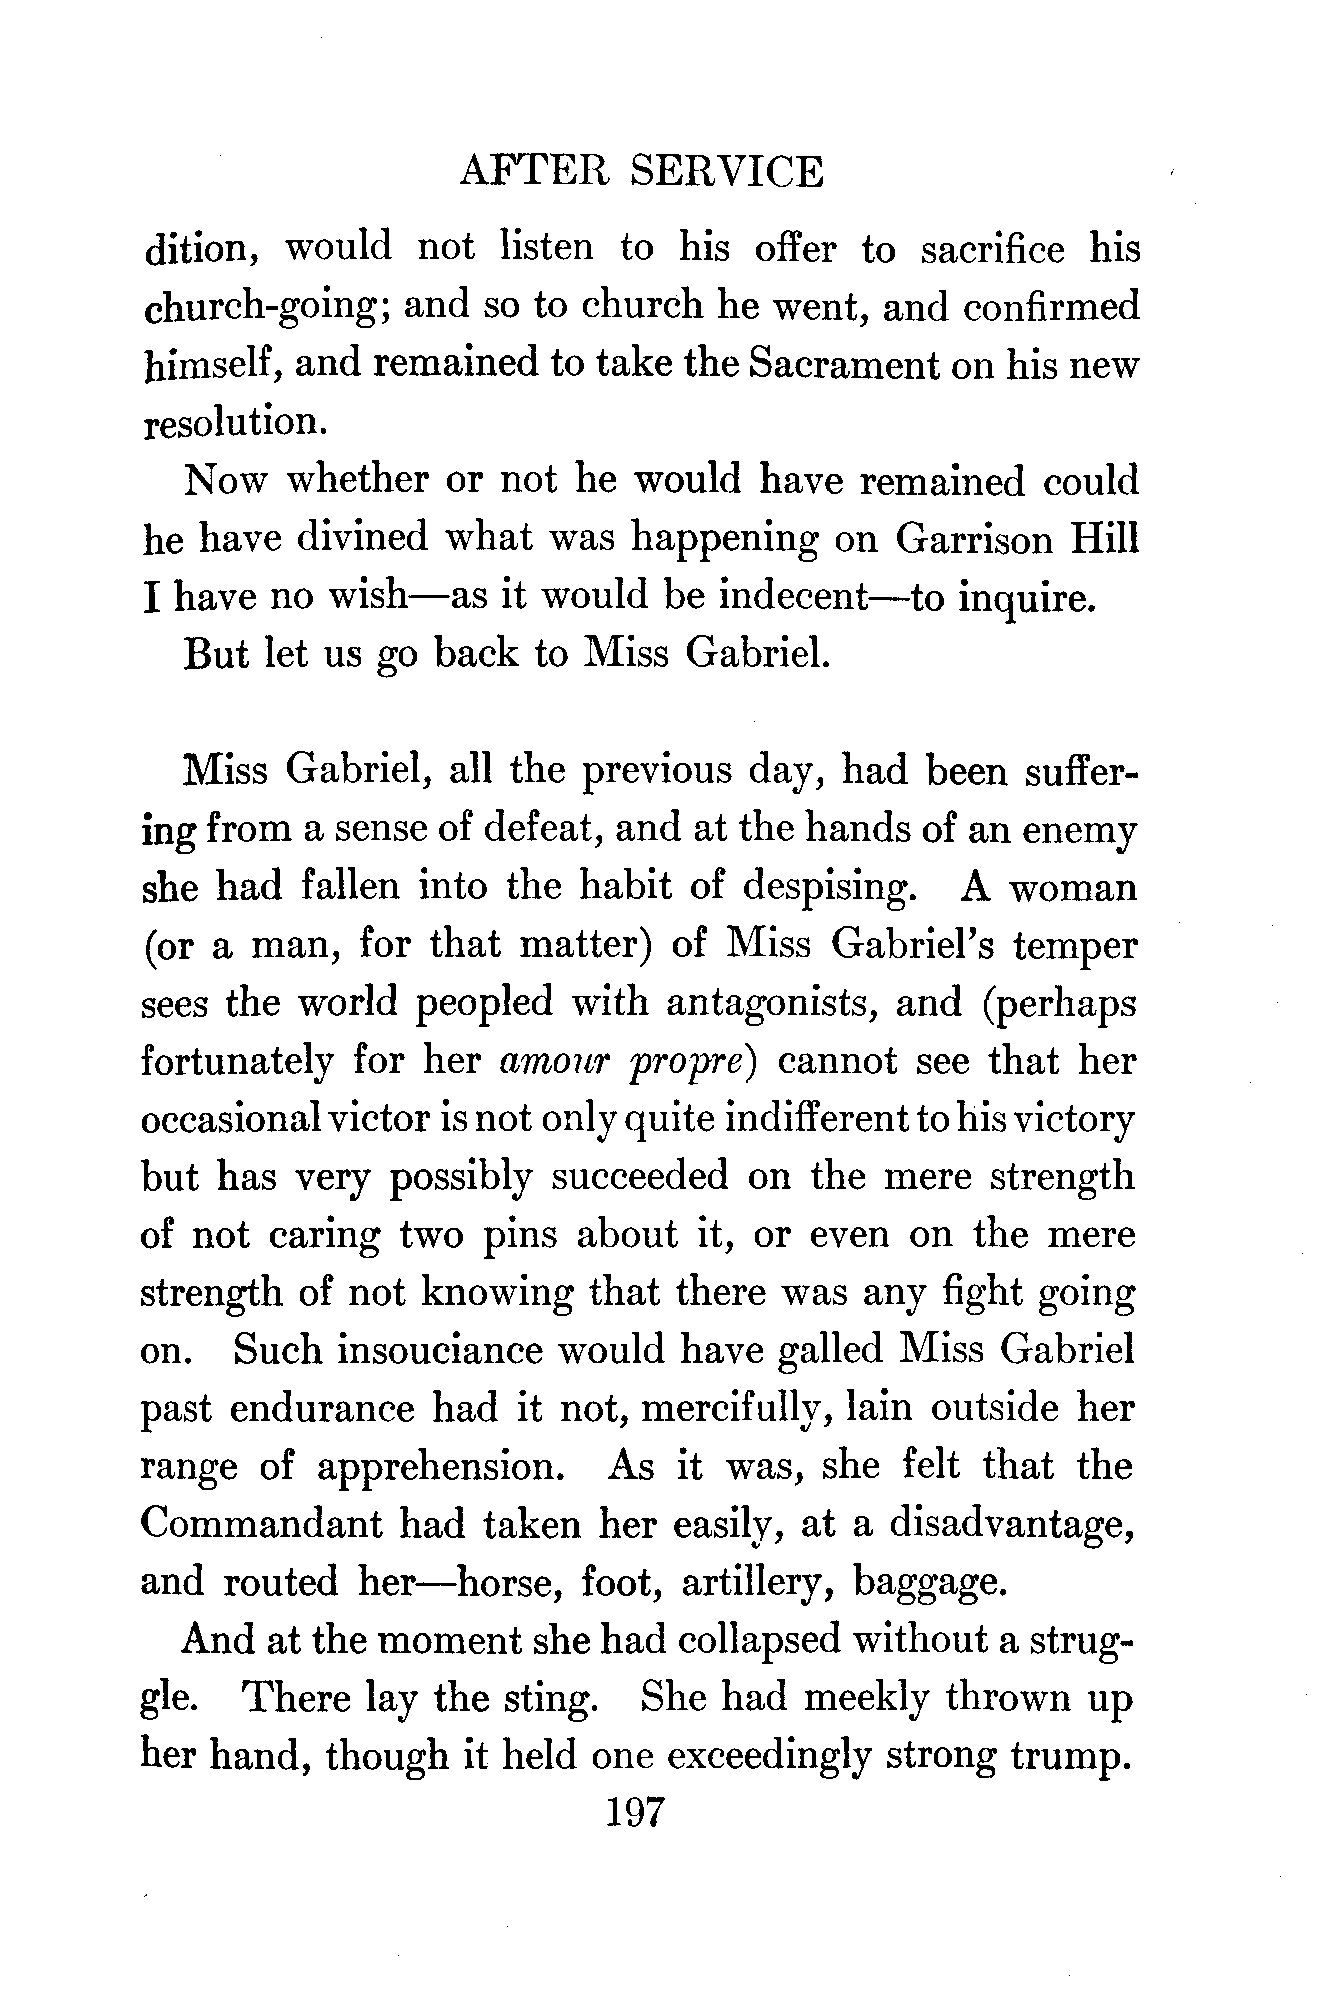 AFTER SERVICE
dition, would not listen to his offer to sacrifice his
church-going; and so to church he went, and confirmed
himself, and remained to take the Sacrament on his new
resolution.
Now whether or not he would have remained could
he have divined what was happening on Garrison Hill
I have no wish—as it would be indecent—to inquire.
But let us go back to Miss Gabriel.
Miss Gabriel, all the previous day, had been suffer-
ing from a sense of defeat, and at the hands of an enemy
she had fallen into the habit of despising. A woman
(or a man, for that matter) of Miss Gabriel's temper
sees the world peopled with antagonists, and (perhaps
fortunately for her amour propre) cannot see that her
occasional victor is not only quite indifferent to his victory
but has very possibly succeeded on the mere strength
of not caring two pins about it, or even on the mere
strength of not knowing that there was any fight going
on. Such insouciance would have galled Miss Gabriel
past endurance had it not, mercifully, lain outside her
range of apprehension. As it was, she felt that the
Commandant had taken her easily, at a disadvantage,
and routed her—horse, foot, artillery, baggage.
And at the moment she had collapsed without a strug-
gle. There lay the sting. She had meekly thrown up
her hand, though it held one exceedingly strong trump.
197